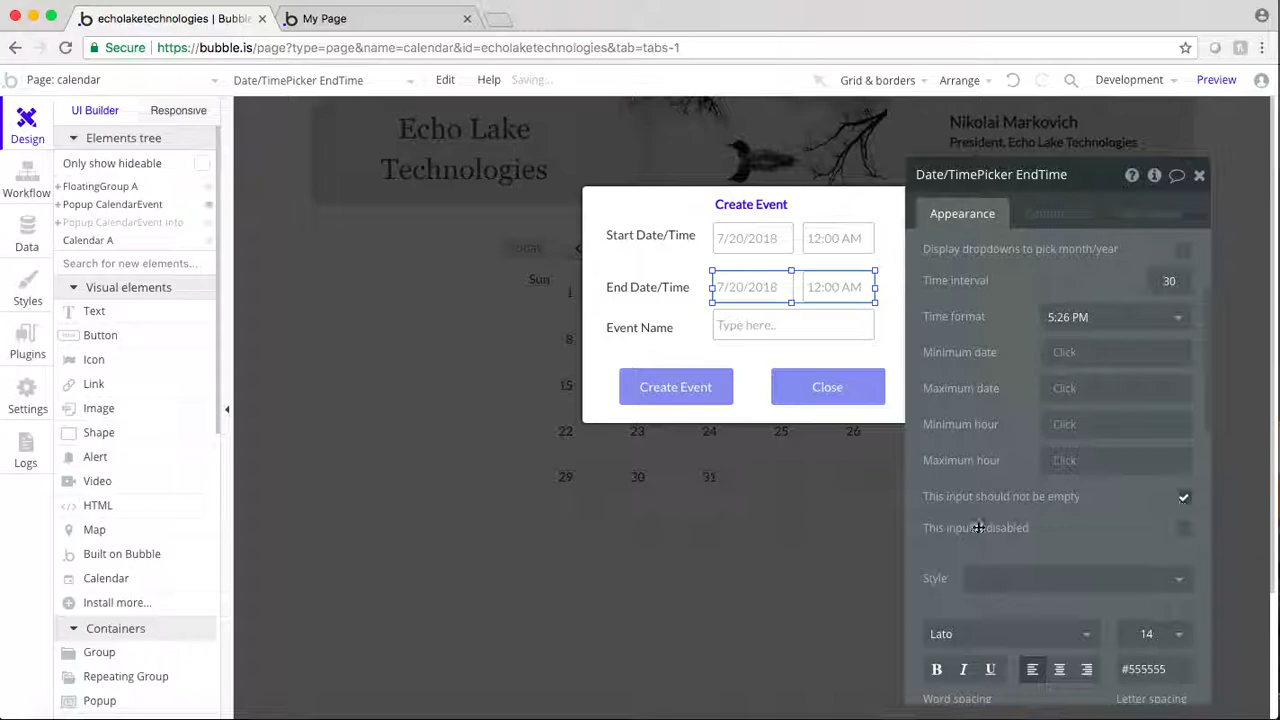 echolaketechnologies | Bubble
My Page
Secure
https://bubble.is/page?type=page&name=calendar&id=echolaketechnologies&tab=tabs-1
Page: calendar
Date/TimePicker EndTime
Edit
Help
Saving...
Grid & borders
Arrange
Development
Preview
Design
Workflow
Data
Styles
Plugins
Settings
Logs
UI Builder
Responsive
Elements tree
Only show hideable
FloatingGroup A
Popup CalendarEvent
Popup CalendarEvent info
Calendar A
Search for new elements...
Visual elements
Text
Button
Icon
Link
Image
Shape
Alert
Video
</> HTML
Map
Built on Bubble
Calendar
Install more...
Containers
Group
Repeating Group
Popup
Echo Lake
Technologies
Nikolai Markovich
President, Echo Lake Technologies
Today
Sun
1
8
15
22 23 24 25 26
29 30 31
Create Event
Start Date/Time
7/20/2018
12:00 AM
End Date/Time
7/20/2018
12:00 AM
Event Name
Type here..
Create Event
Close
Date/TimePicker EndTime
Appearance
Display dropdowns to pick month/year
Time interval
30
Time format
5:26 PM
Minimum date
Click
Maximum date
Click
Minimum hour
Click
Maximum hour
Click
This input should not be empty
This input is disabled
Style
Lato
14
B I U
#555555
Word spacing
Letter spacing